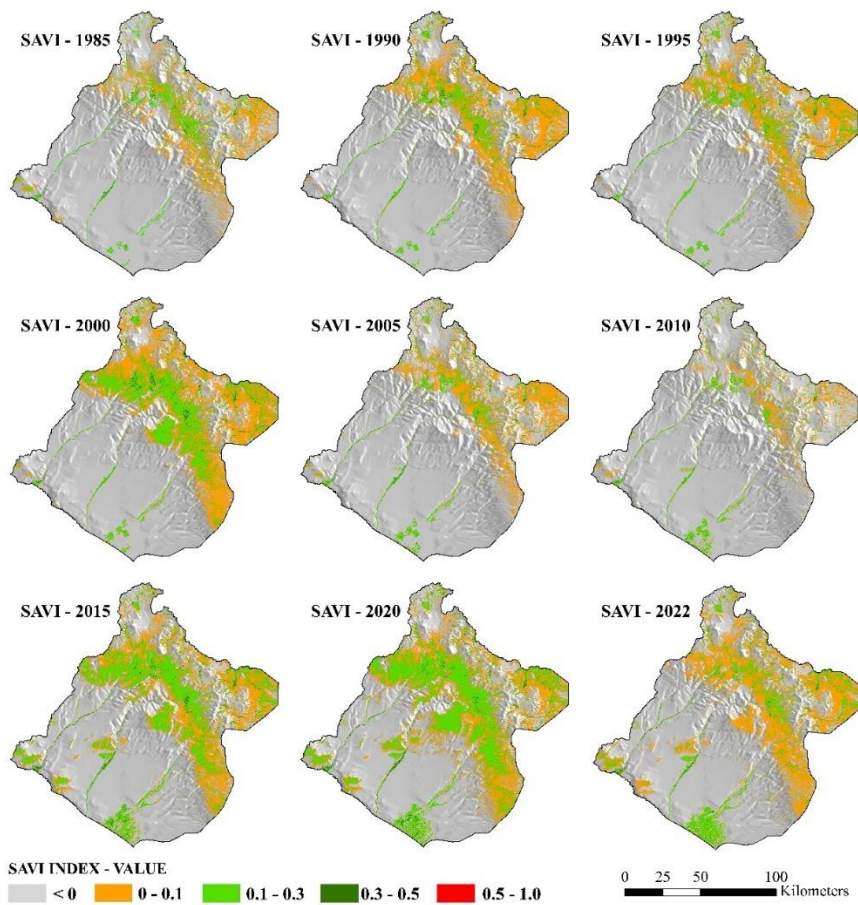 SAVI - 1985
SAVI - 1990
SAVI - 1995
SAVI - 2000
SAVI - 2005
SAVI - 2010
SAVI - 2015
SAVI - 2020
SAVI - 2022
SAVI INDEX - VALUE
< 0 0 - 0.1 0.1 - 0.3 0.3 - 0.5 0.5 - 1.0
0 25 50 100
Kilometers